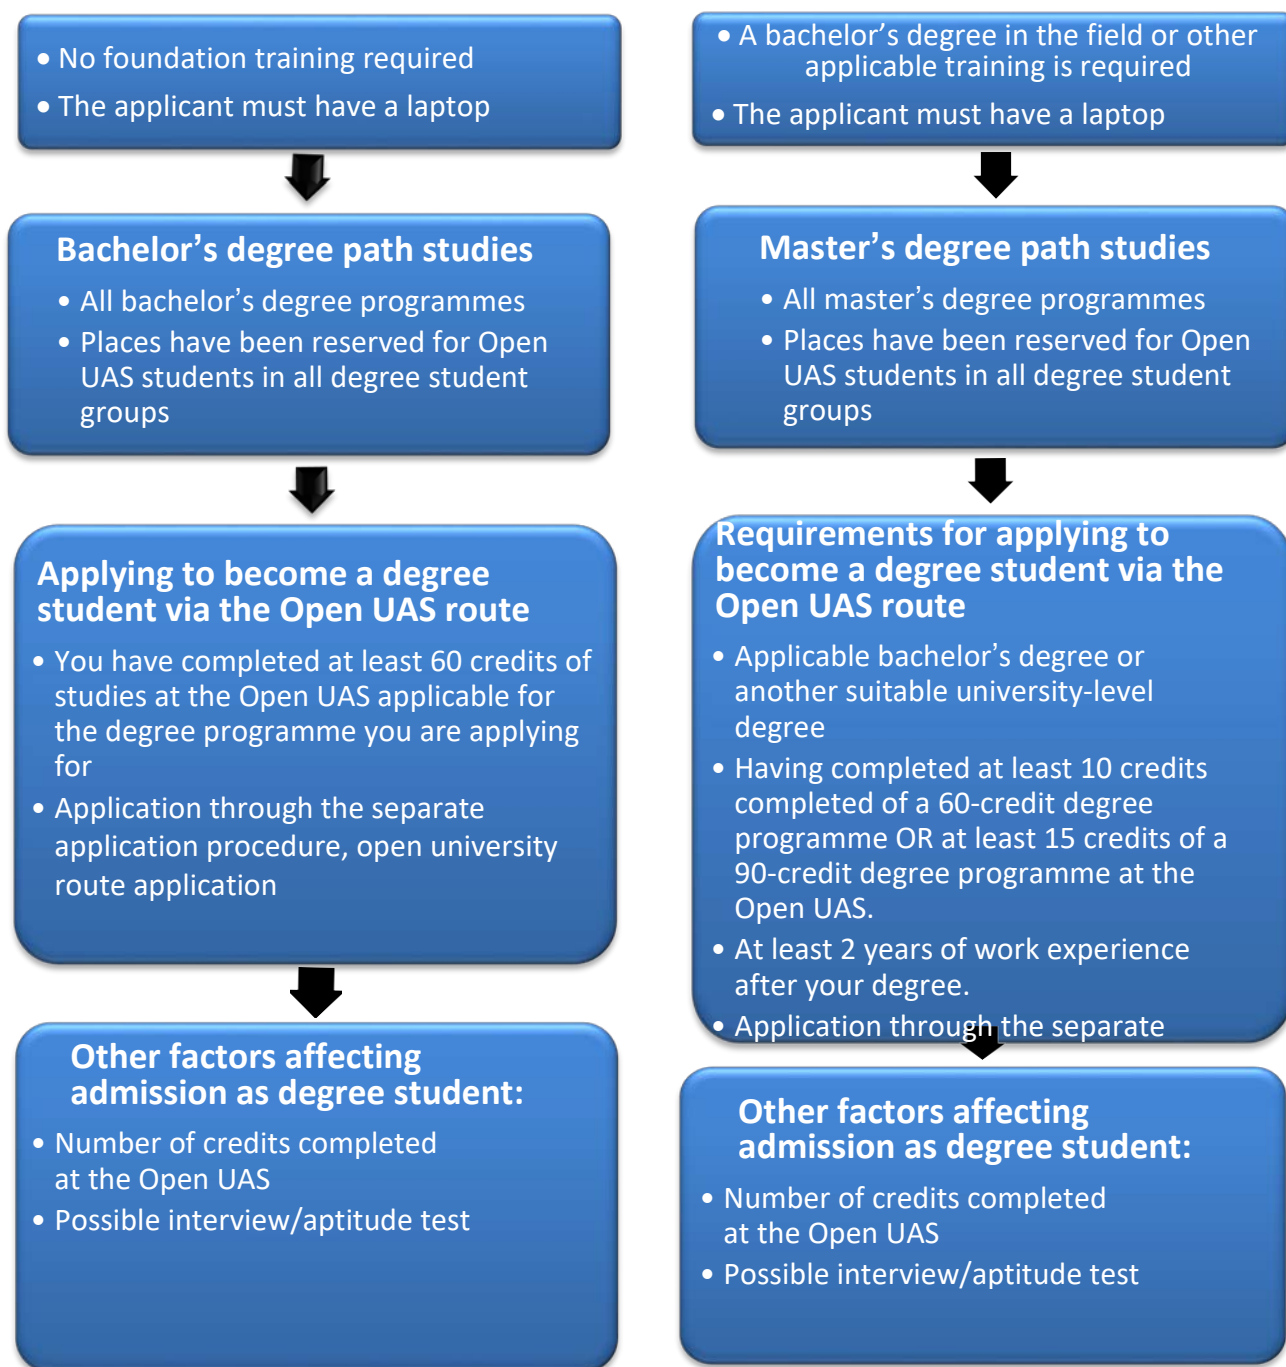 • No foundation training required
• The applicant must have a laptop
Bachelor’s degree path studies
• All bachelor’s degree programmes
• Places have been reserved for Open
UAS students in all degree student
groups
Applying to become a degree
student via the Open UAS route
• You have completed at least 60 credits of
studies at the Open UAS applicable for
the degree programme you are applying
for
• Application through the separate
application procedure, open university
route application
Other factors affecting
admission as degree student:
• Number of credits completed
at the Open UAS
• Possible interview/aptitude test
• A bachelor’s degree in the field or other
applicable training is required
• The applicant must have a laptop
Master’s degree path studies
• All master’s degree programmes
• Places have been reserved for Open
UAS students in all degree student
groups
Requirements for applying to
become a degree student via the
Open UAS route
• Applicable bachelor’s degree or
another suitable university-level
degree
• Having completed at least 10 credits
completed of a 60-credit degree
programme OR at least 15 credits of a
90-credit degree programme at the
Open UAS.
• At least 2 years of work experience
after your degree.
• Application through the separate
Other factors affecting
admission as degree student:
• Number of credits completed
at the Open UAS
• Possible interview/aptitude test